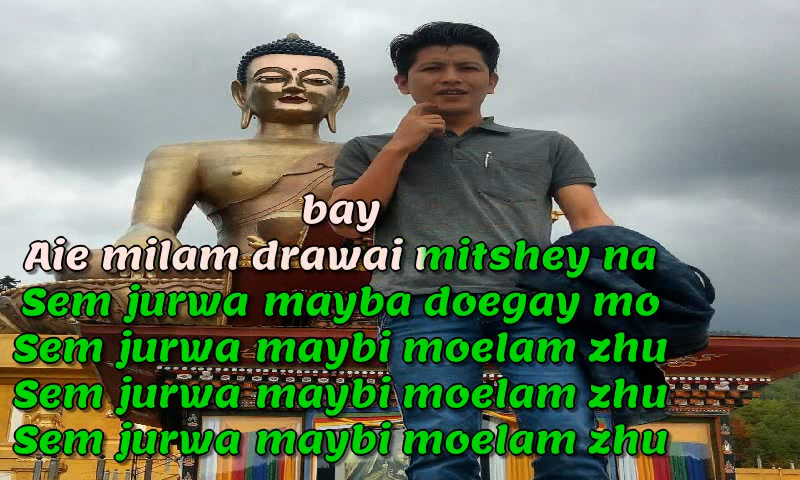 bay
Aie milam drawai mitshey na
Sem jurwa mayba doegay mo
Sem jurwa maybi moelam zhu
Sem jurwa maybi moelam zhu
Sem jurwa maybi moelam zhu